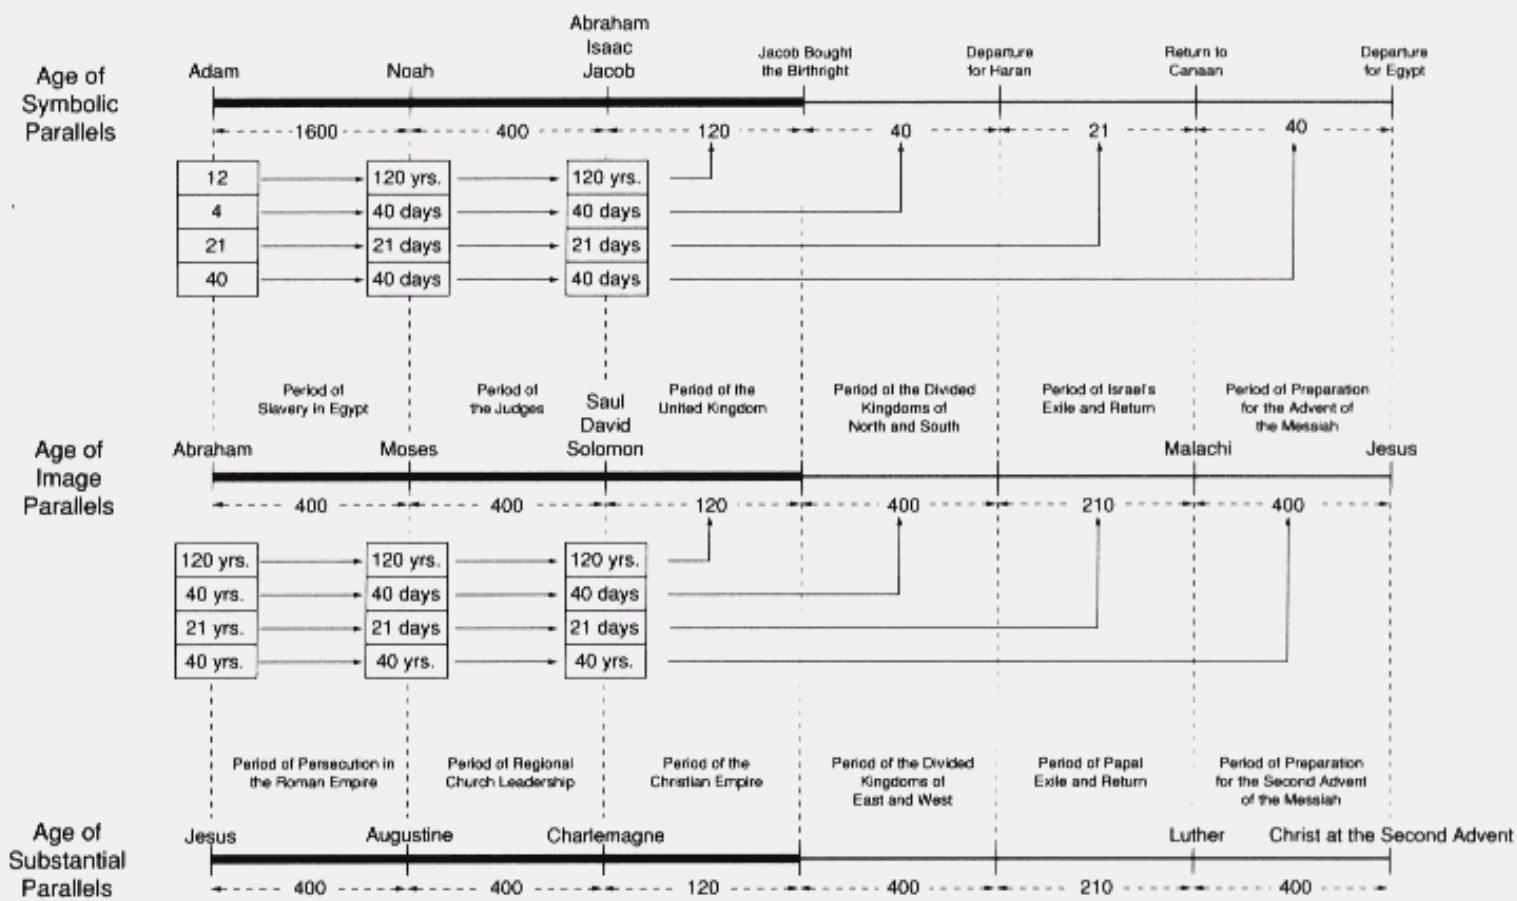 Abraham
Isaac
Jacob
Adam
Noah
Jacob Bought
the Birthright
Departure
for Haran
Return to
Canaan
Departure
for Egypt
Age of
Symbolic
Parallels
1600
400
120
40
21
40
12
120 yrs.
120 yrs.
4
40 days
40 days
21
21 days
21 days
40
40 days
40 days
Period of
Slavery in Egypt
Period of
the Judges
Saul
David
Solomon
Period of the
United Kingdom
Period of the Divided
Kingdoms of
North and South
Period of Israel's
Exile and Return
Period of Preparation
for the Advent of
the Messiah
Age of
Image
Parallels
Abraham
Moses
Malachi
Jesus
400
400
120
400
210
400
120 yrs.
120 yrs.
120 yrs.
40 yrs.
40 days
40 days
21 yrs.
21 days
21 days
40 yrs.
40 yrs.
40 yrs.
Period of Persecution in
the Roman Empire
Period of Regional
Church Leadership
Period of the
Christian Empire
Period of the Divided
Kingdoms of
East and West
Period of Papal
Exile and Return
Period of Preparation
for the Second Advent
of the Messiah
Age of
Substantial
Parallels
Jesus
Augustine
Charlemagne
Luther
Christ at the Second Advent
400
400
120
400
210
400